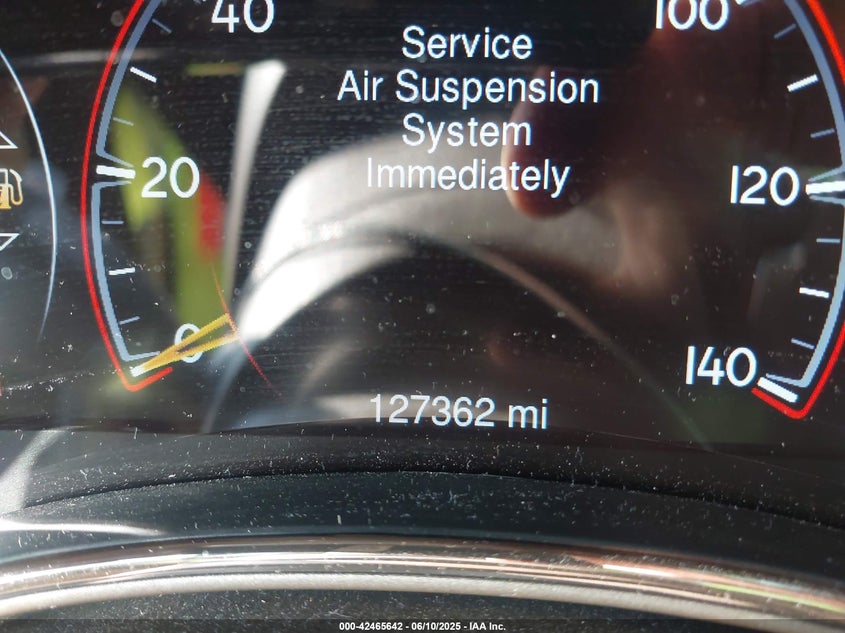 40
100
Service
Air Suspension
System
Immediately
20
120
0
140
127362 mi
000-42465642 - 06/10/2025 - IAA Inc.